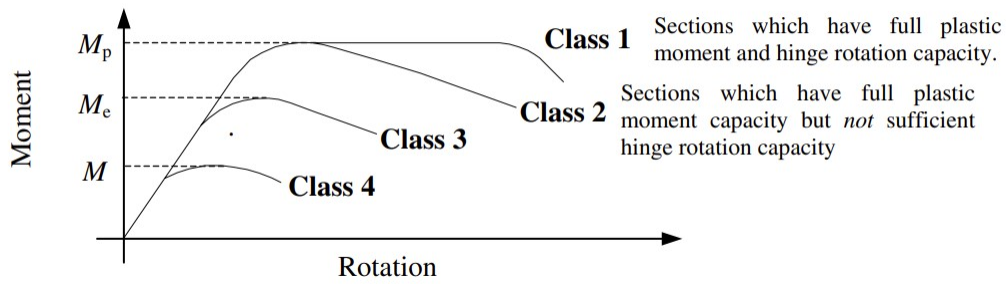 Mp
Me
M
Moment
Class 1
Sections which have full plastic
moment and hinge rotation capacity.
Class 2
Sections which have full plastic
moment capacity but not sufficient
hinge rotation capacity
Class 3
Class 4
Rotation